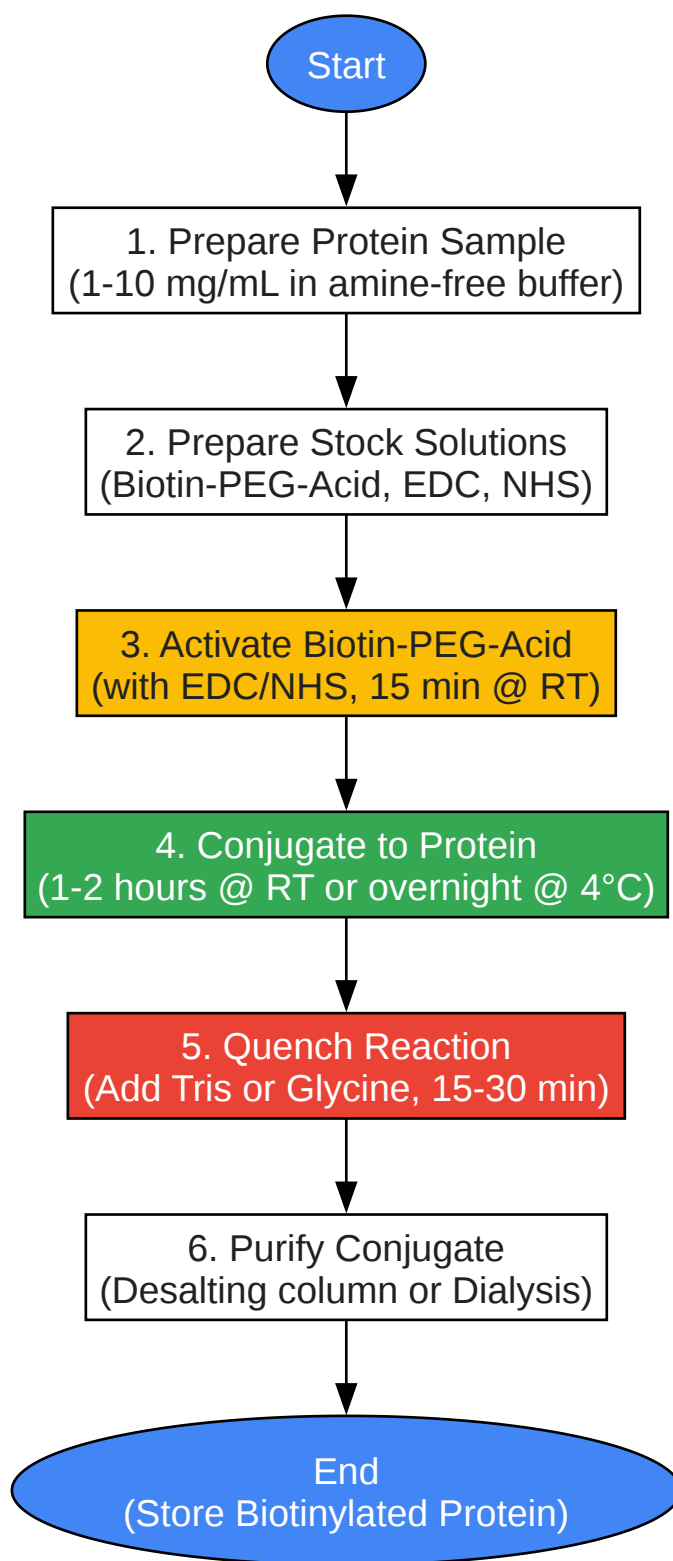 Start
1. Prepare Protein Sample
(1-10 mg/mL in amine-free buffer)
2. Prepare Stock Solutions
(Biotin-PEG-Acid, EDC, NHS)
3. Activate Biotin-PEG-Acid
(with EDC/NHS, 15 min @ RT)
4. Conjugate to Protein
(1-2 hours @ RT or overnight @ 4°C)
5. Quench Reaction
(Add Tris or Glycine, 15-30 min)
6. Purify Conjugate
(Desalting column or Dialysis)
End
(Store Biotinylated Protein)